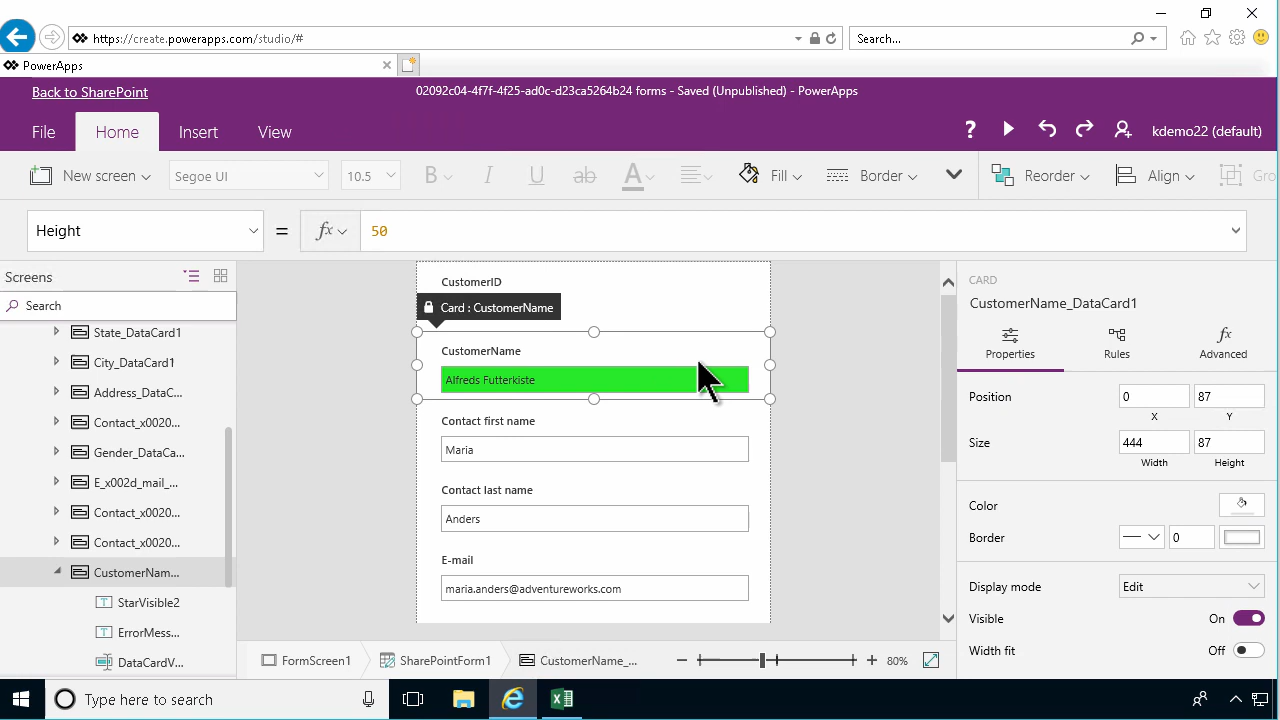 https://create.powerapps.com/studio/#
Search...
PowerApps
Back to SharePoint
02092c04-4f7f-4f25-ad0c-d23ca5264b24 forms - Saved (Unpublished) - PowerApps
File
Home
Insert
View
?
kdemo22 (default)
New screen
Segoe UI
10.5
B
I
U
ab
A
Fill
Border
Reorder
Align
Gro
Height
=
fx
50
Screens
Search
State_DataCard1
City_DataCard1
Address_DataC...
Contact_x0020...
Gender_DataCa...
E_x002d_mail_...
Contact_x0020...
Contact_x0020...
CustomerNam...
StarVisible2
ErrorMess...
DataCardV...
CustomerID
Card : CustomerName
CustomerName
Alfreds Futterkiste
Contact first name
Maria
Contact last name
Anders
E-mail
maria.anders@adventureworks.com
FormScreen1
SharePointForm1
CustomerName_...
80%
CARD
CustomerName_DataCard1
Properties
Rules
fx
Advanced
Position
0
87
X
Y
Size
444
87
Width
Height
Color
Border
0
Display mode
Edit
Visible
On
Width fit
Off
Type here to search